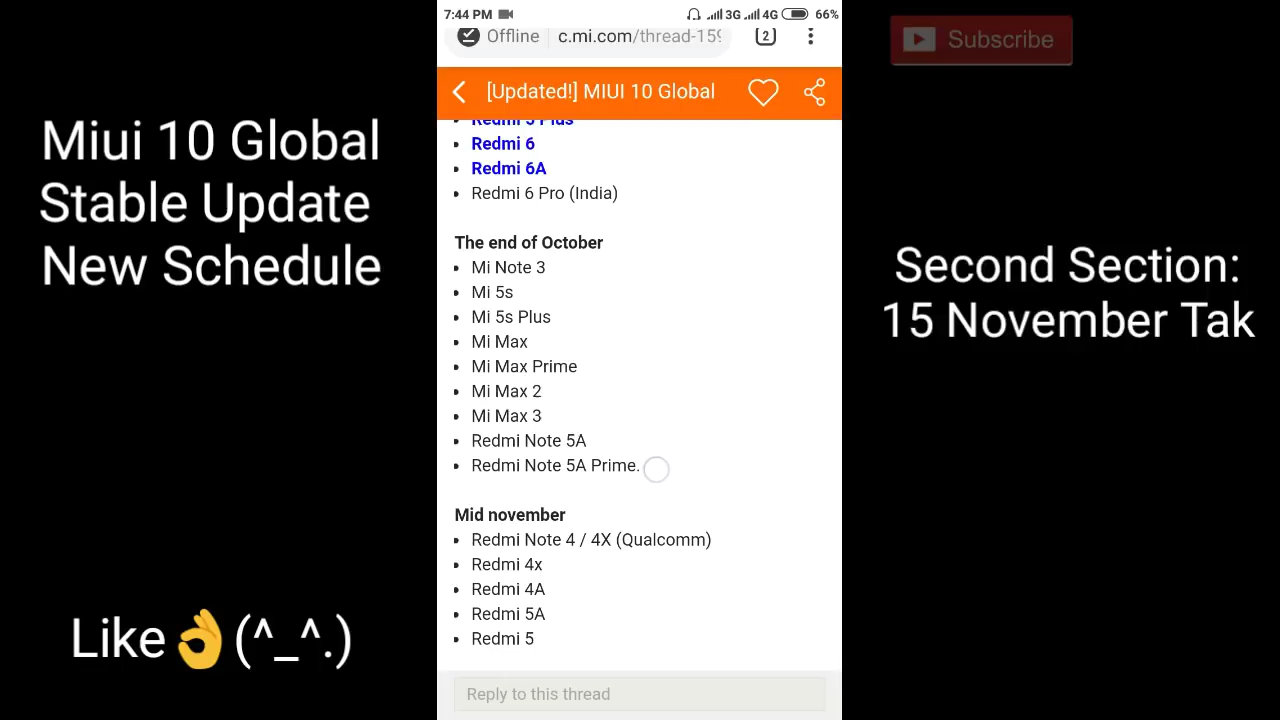 7:44 PM 3G 4G 66%
Offline c.mi.com/thread-159
2
[Updated!] MIUI 10 Global
Redmi 5 Plus
Redmi 6
Redmi 6A
Redmi 6 Pro (India)
The end of October
Mi Note 3
Mi 5s
Mi 5s Plus
Mi Max
Mi Max Prime
Mi Max 2
Mi Max 3
Redmi Note 5A
Redmi Note 5A Prime.
Mid november
Redmi Note 4 / 4X (Qualcomm)
Redmi 4x
Redmi 4A
Redmi 5A
Redmi 5
Reply to this thread
Miui 10 Global
Stable Update
New Schedule
Like👌(^_^.)
Subscribe
Second Section:
15 November Tak